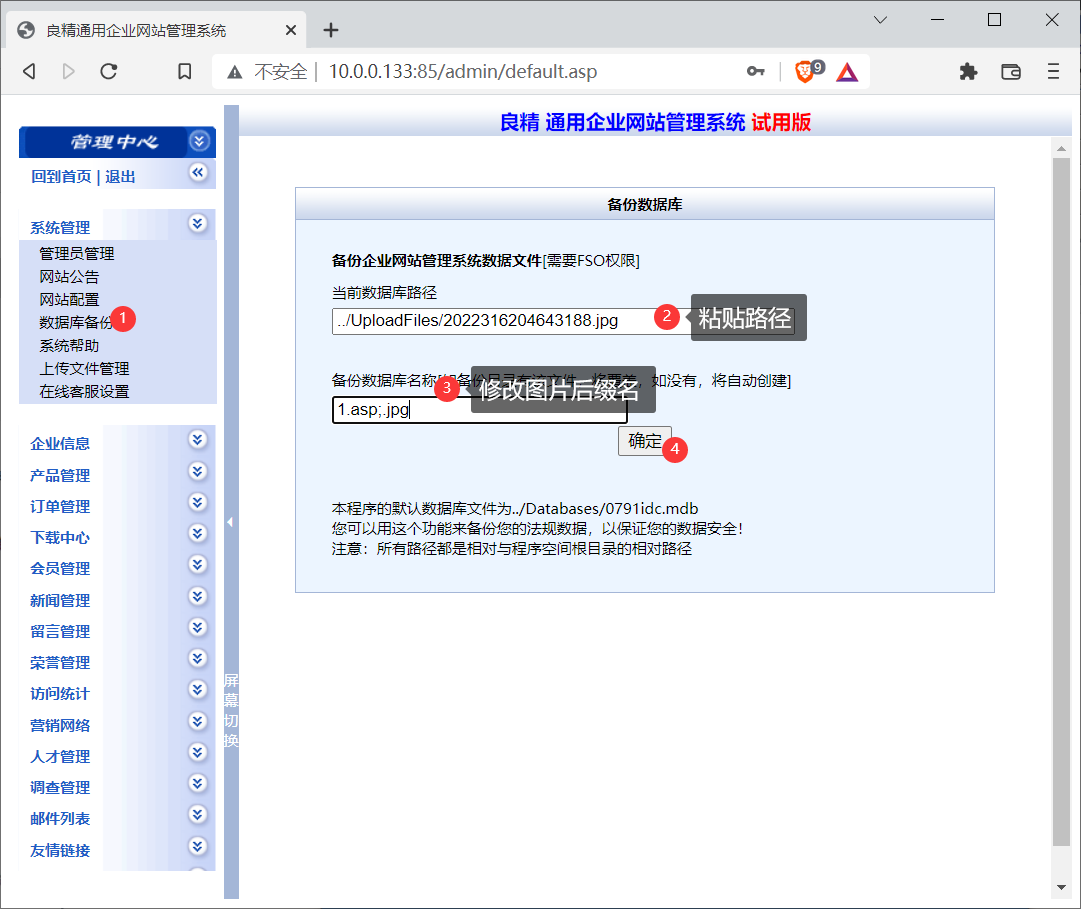 良精通用企业网站管理系统
不安全
10.0.0.133:85/admin/default.asp
9
管理中心
回到首页 | 退出
系统管理
管理员管理
网站公告
网站配置
数据库备份
1
系统帮助
上传文件管理
在线客服设置
企业信息
产品管理
订单管理
下载中心
会员管理
新闻管理
留言管理
荣誉管理
访问统计
营销网络
人才管理
调查管理
邮件列表
友情链接
屏幕切换
良精 通用企业网站管理系统 试用版
备份数据库
备份企业网站管理系统数据文件[需要FSO权限]
当前数据库路径
../UploadFiles/2022316204643188.jpg
2
粘贴路径
备份数据库名称
，如没有，将自动创建]
3
修改图片后缀名
1.asp;.jpg
确定
4
本程序的默认数据库文件为../Databases/0791idc.mdb
您可以用这个功能来备份您的法规数据，以保证您的数据安全!
注意：所有路径都是相对与程序空间根目录的相对路径